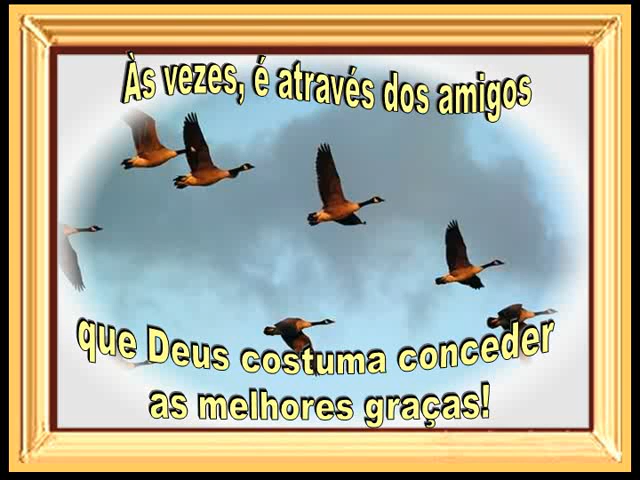 Às vezes, é através dos amigos
que Deus costuma conceder
as melhores graças!